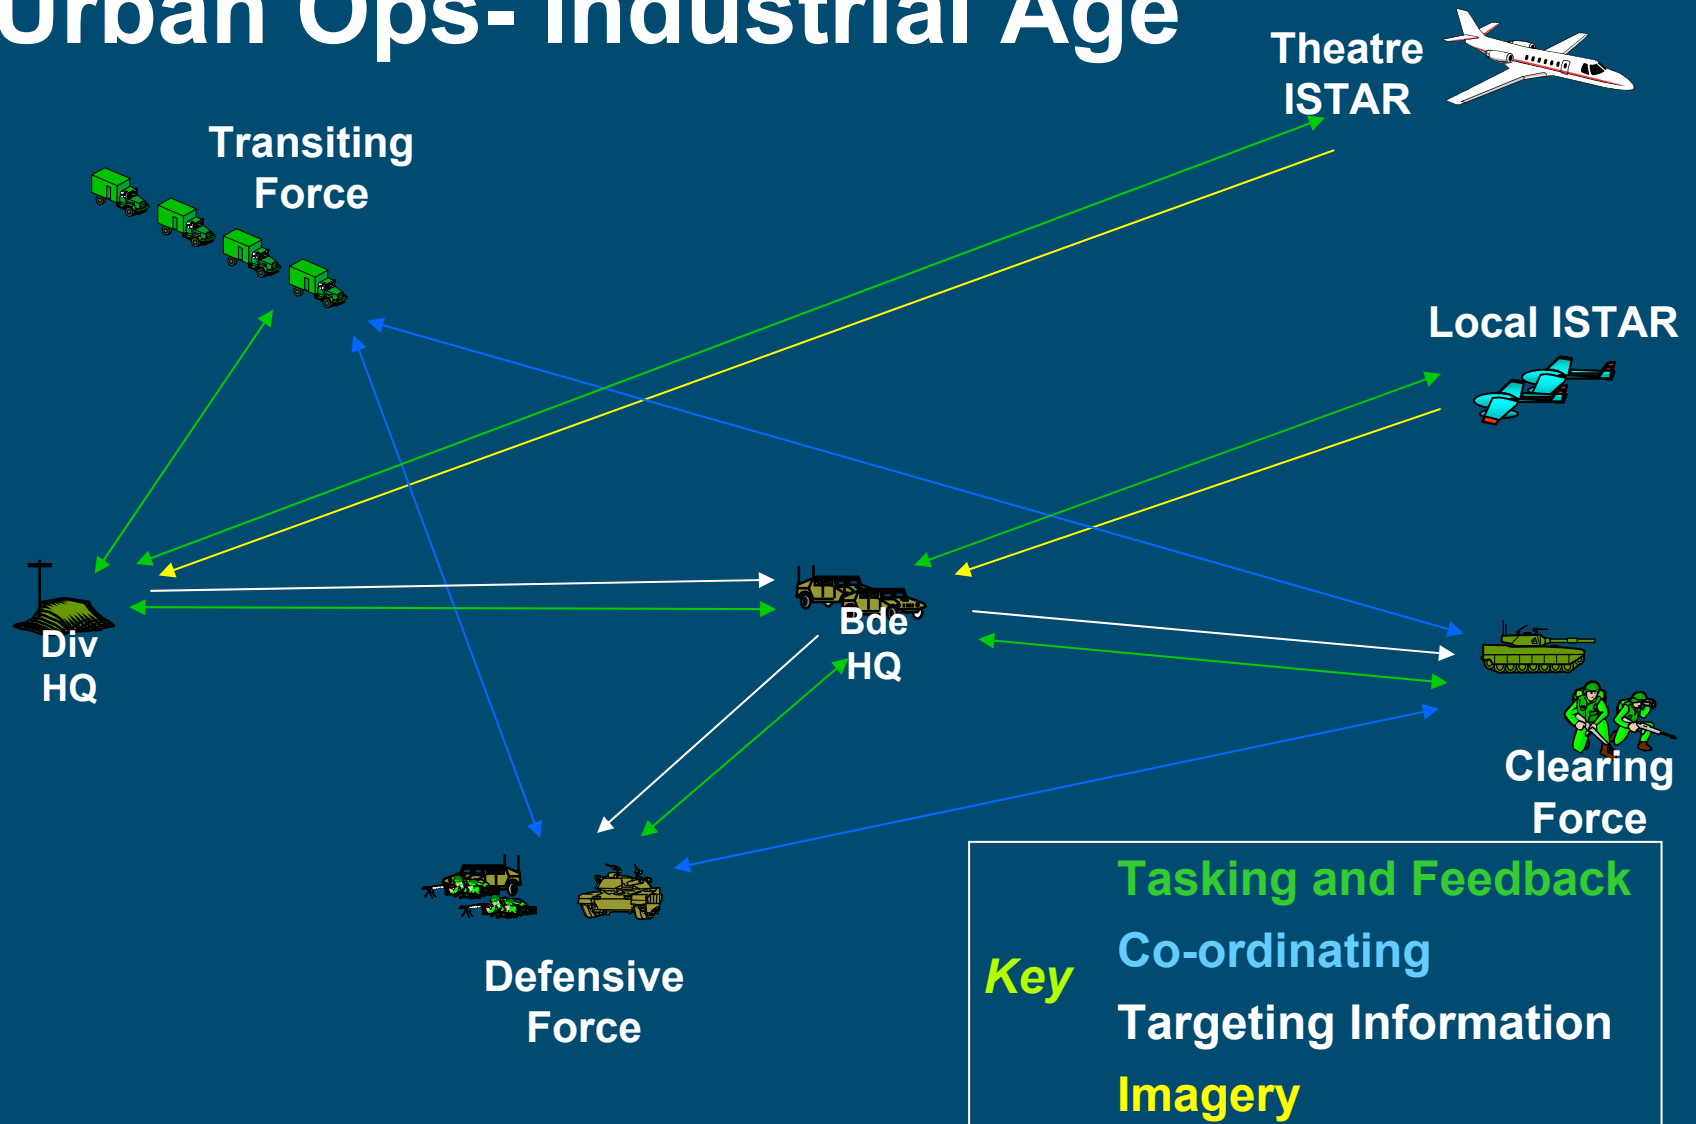 Urban Ops- Industrial Age
Theatre
ISTAR
Transiting
Force
Local ISTAR
Div
HQ
Bde
HQ
Clearing
Force
Defensive
Force
Key
Tasking and Feedback
Co-ordinating
Targeting Information
Imagery